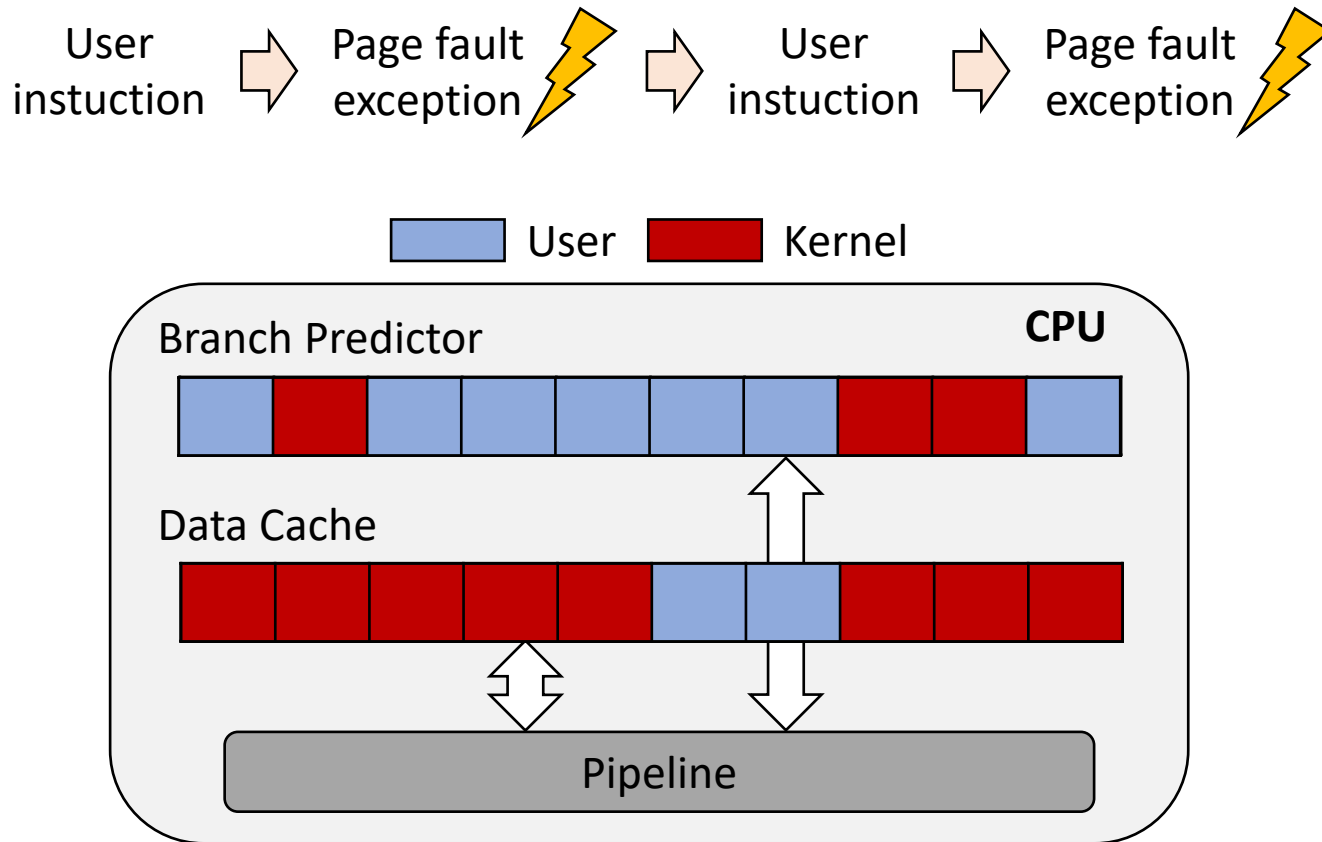 User
instuction
Page fault
exception
User
instuction
Page fault
exception
User
Kernel
CPU
Branch Predictor
Data Cache
Pipeline